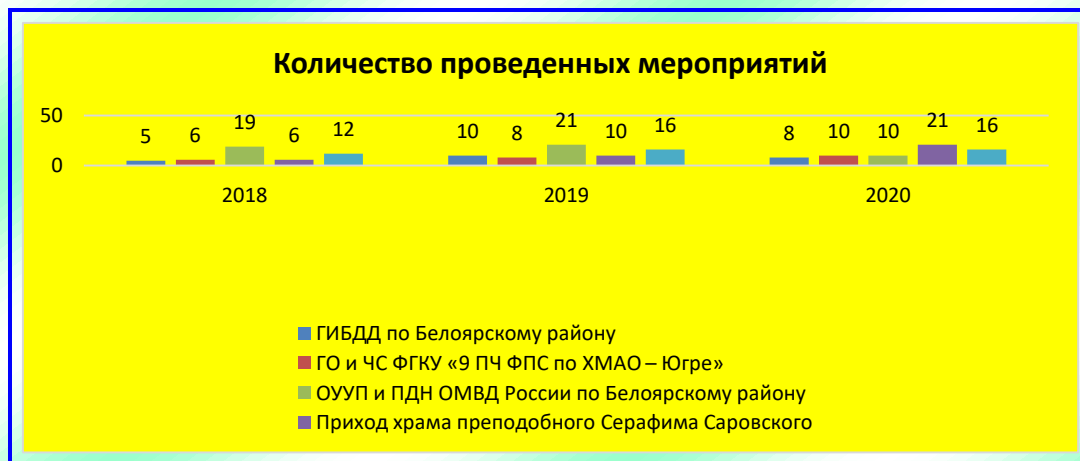 Количество проведенных мероприятий
50
0
5 6 19 6 12 10 8 21 10 16 8 10 10 21 16
2018 2019 2020
ГИБДД по Белоярскому району
ГО и ЧС ФГКУ «9 ПЧ ФПС по ХМАО – Югре»
ОУУП и ПДН ОМВД России по Белоярскому району
Приход храма преподобного Серафима Саровского